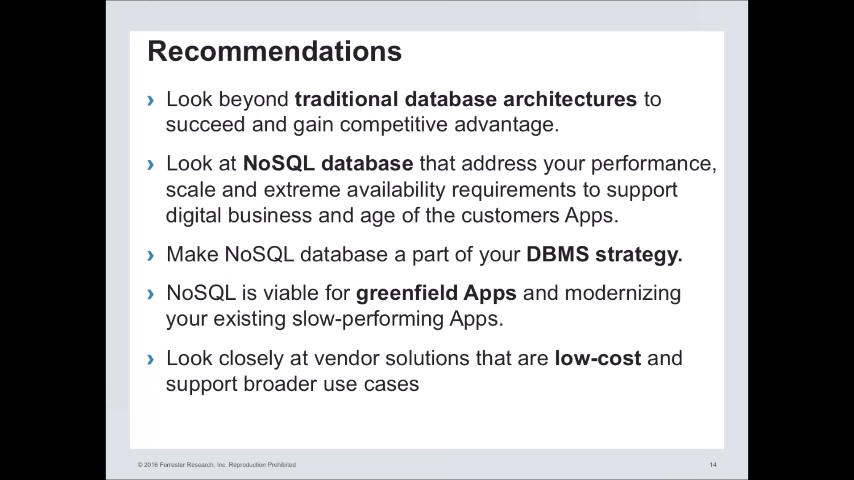 Recommendations
› Look beyond traditional database architectures to
succeed and gain competitive advantage.
› Look at NoSQL database that address your performance,
scale and extreme availability requirements to support
digital business and age of the customers Apps.
› Make NoSQL database a part of your DBMS strategy.
› NoSQL is viable for greenfield Apps and modernizing
your existing slow-performing Apps.
› Look closely at vendor solutions that are low-cost and
support broader use cases
© 2016 Forrester Research, Inc. Reproduction Prohibited
14